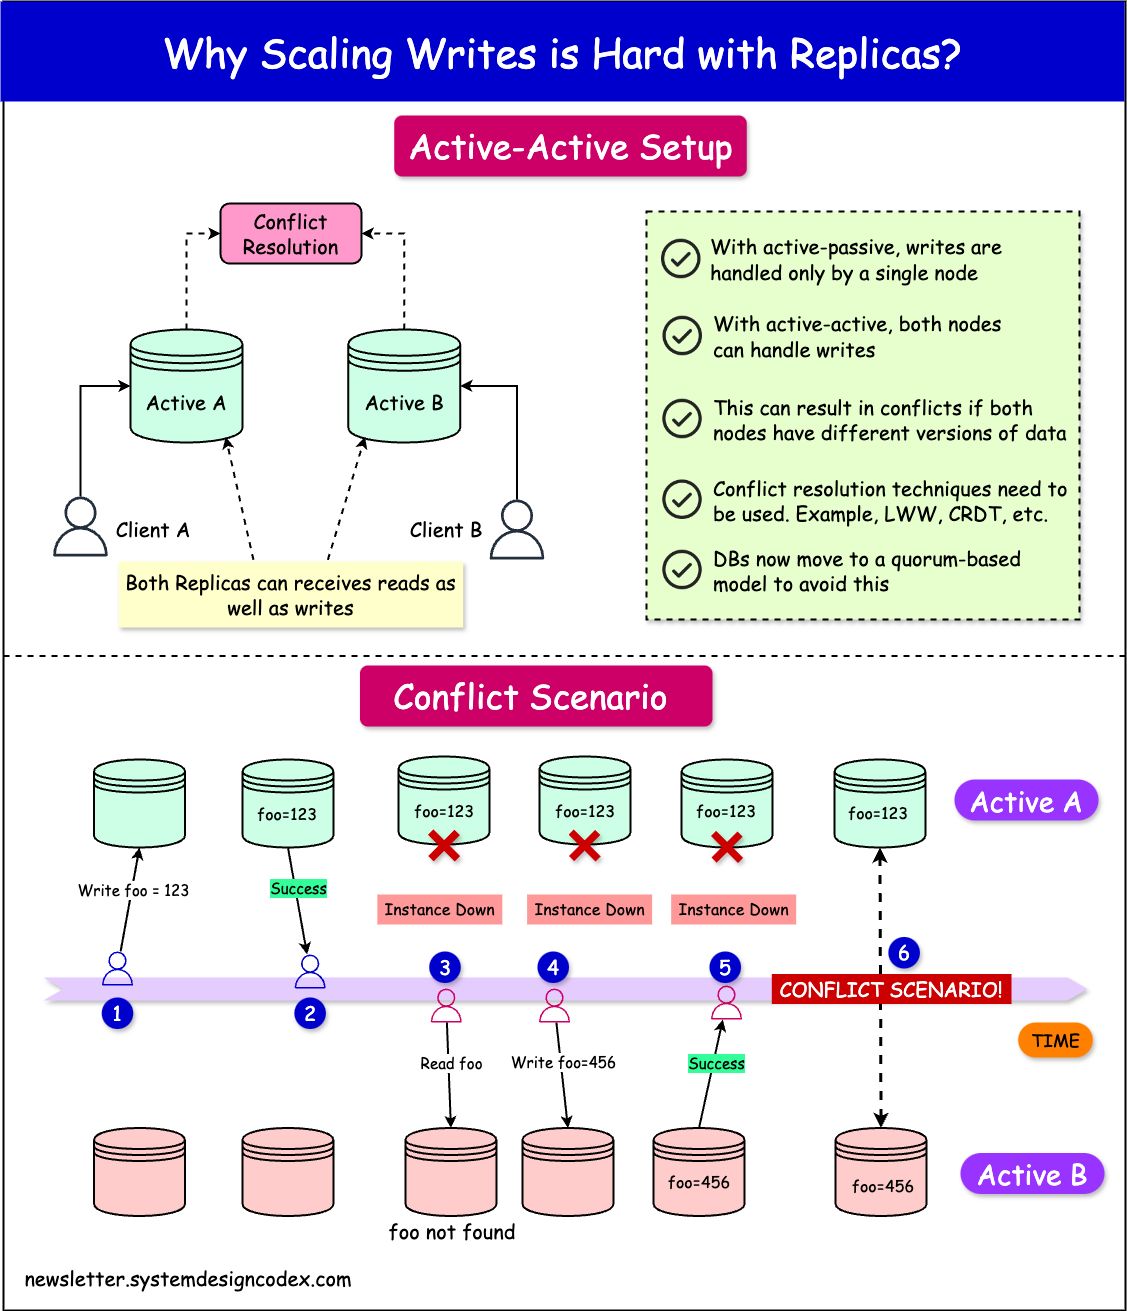 Why Scaling Writes is Hard with Replicas?
Active-Active Setup
Conflict
Resolution
Active A
Active B
Client A
Client B
Both Replicas can receives reads as
well as writes
With active-passive, writes are
handled only by a single node
With active-active, both nodes
can handle writes
This can result in conflicts if both
nodes have different versions of data
Conflict resolution techniques need to
be used. Example, LWW, CRDT, etc.
DBs now move to a quorum-based
model to avoid this
Conflict Scenario
foo=123
foo=123
foo=123
foo=123
foo=123
Active A
Write foo = 123
Success
Instance Down
Instance Down
Instance Down
1
2
3
4
5
6
CONFLICT SCENARIO!
TIME
Read foo
Write foo=456
Success
foo=456
foo=456
Active B
foo not found
newsletter.systemdesigncodex.com